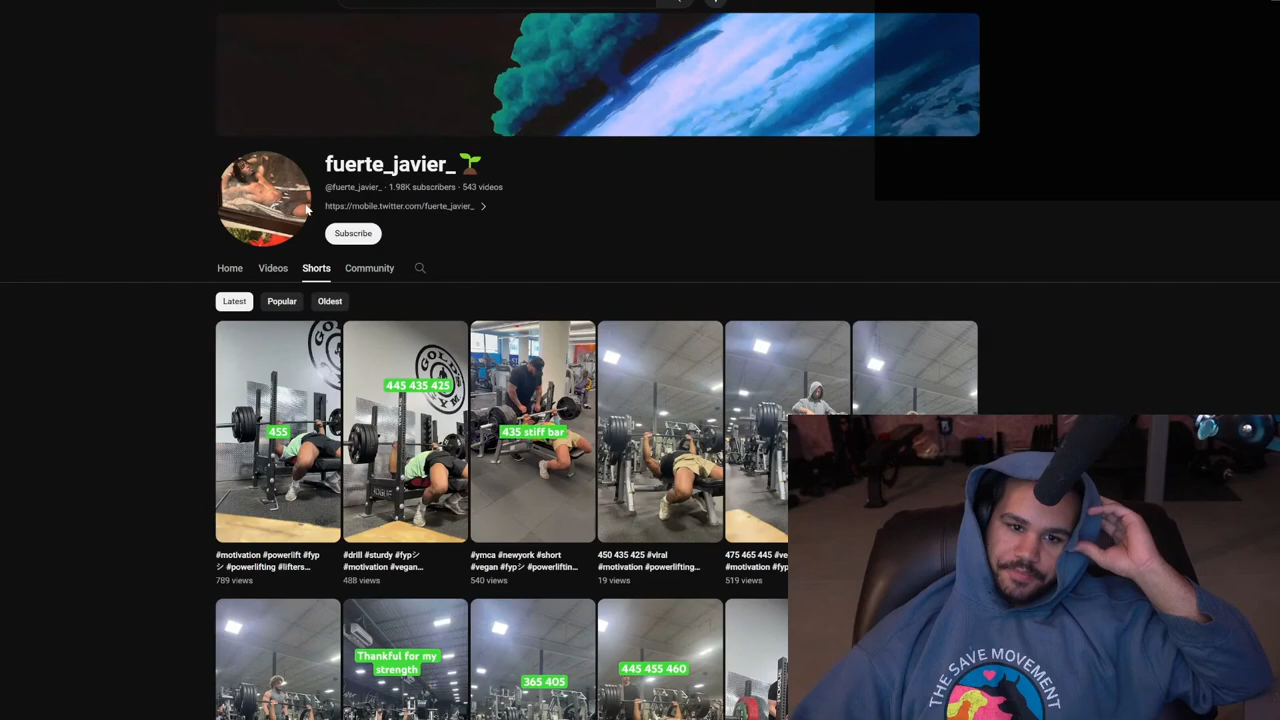 fuerte_javier_🌱
@fuerte_javier_ · 1.98K subscribers · 543 videos
https://mobile.twitter.com/fuerte_javier_
Subscribe
Home
Videos
Shorts
Community
Latest
Popular
Oldest
GOLD'S
455
445 435 425
435 stiff bar
#motivation #powerlift #fyp
シ #powerlifting #lifters...
789 views
#drill #sturdy #fypシ
#motivation #vegan...
488 views
#ymca #newyork #short
#vegan #fypシ #powerliftin...
540 views
450 435 425 #viral
#motivation #powerlifting...
19 views
475 465 445 #ve
#motivation #fyp
519 views
Thankful for my
strength
365 405
445 455 460
THE SAVE MOVEMENT